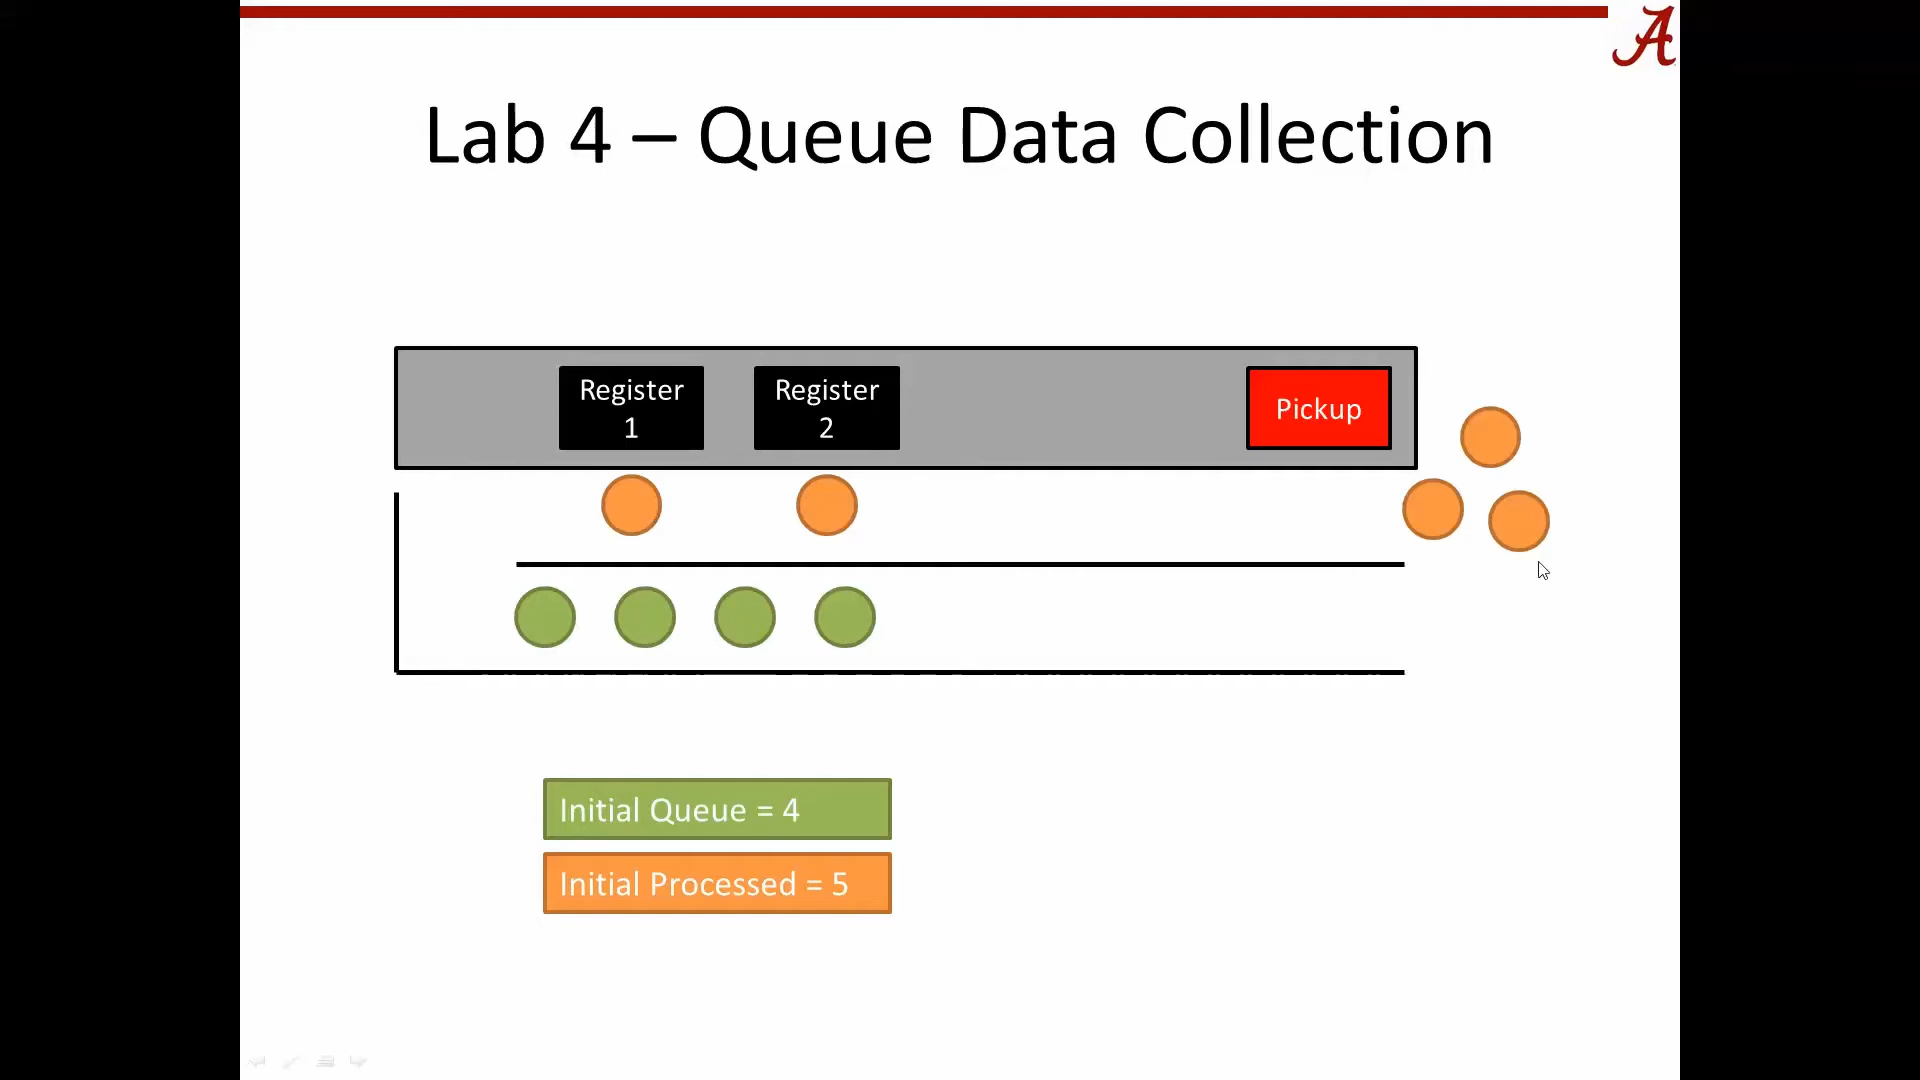 A
Lab 4 – Queue Data Collection
Register
1
Register
2
Pickup
Initial Queue = 4
Initial Processed = 5